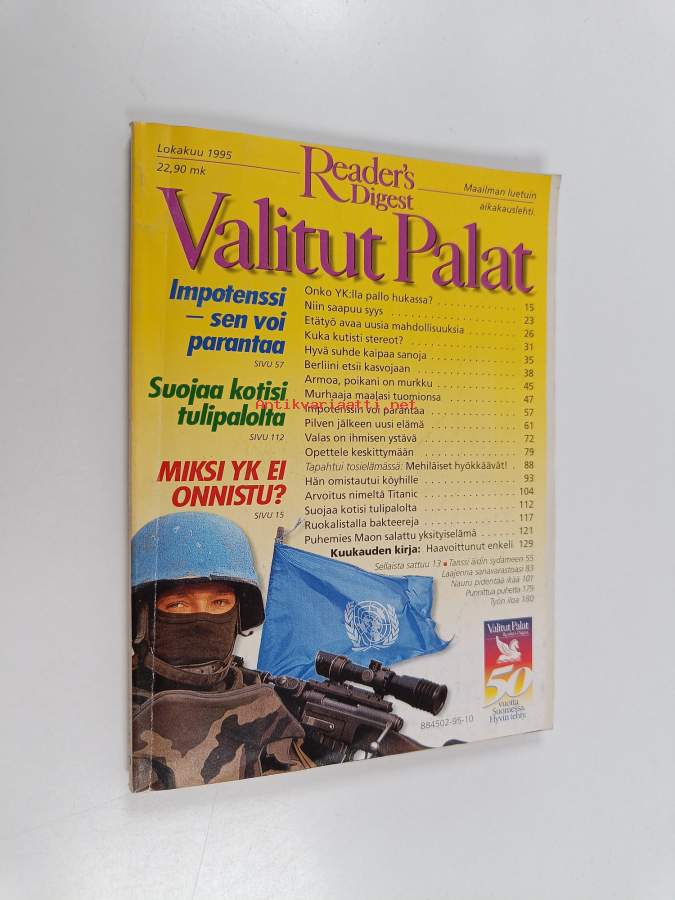 Lokakuu 1995
22,90 mk
Reader's
Digest
Maailman luetuin
aikakauslehti.
Valitut Palat
Impotenssi
– sen voi
parantaa
SIVU 57
Suojaa kotisi
tulipalolta
SIVU 112
MIKSI YK EI
ONNISTU?
SIVU 15
Onko YK:lla pallo hukassa? 15
Niin saapuu syys 23
Etätyö avaa uusia mahdollisuuksia 26
Kuka kutisti stereot? 31
Hyvä suhde kaipaa sanoja 35
Berliini etsii kasvojaan 38
Armoa, poikani on murkku 45
Murhaaja maalasi tuomionsa 47
Antikvariaatti.net
Impotenssin voi parantaa 57
Pilven jälkeen uusi elämä 61
Valas on ihmisen ystävä 72
Opettele keskittymään 79
Tapahtui tosielämässä: Mehiläiset hyökkäävät! 88
Hän omistautui köyhille 93
Arvoitus nimeltä Titanic 104
Suojaa kotisi tulipalolta 112
Ruokalistalla bakteereja 117
Puhemies Maon salattu yksityiselämä 121
Kuukauden kirja: Haavoittunut enkeli 129
Sellaista sattuu 13 ■ Tanssi äidin sydämeen 55
Laajenna sanavarastoasi 83
Nauru pidentää ikää 101
Punnittua puhetta 179
Työn iloa 180
Valitut Palat
Reader's Digest
50
vuotta
Suomessa.
Hyvin tehty.
884502-95-10